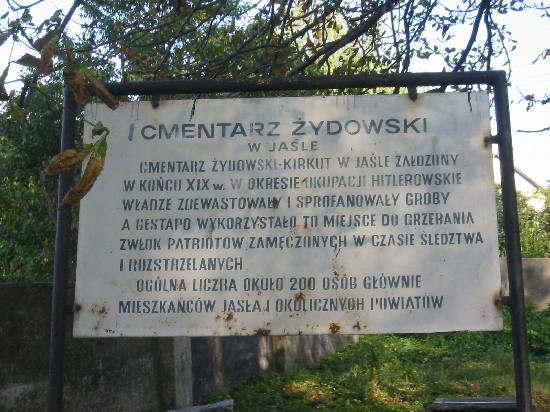 CMENTARZ ŻYDOWSKI
W JAŚLE
CMENTARZ ŻYDOWSKI-KIRKUT W JAŚLE ZAŁOZONY
W KOŃCU XIX w. W OKRESIE OKUPACJI HITLEROWSKIE
WŁADZE ZDEWASTOWAŁY I SPROFANOWAŁY GROBY
A GESTAPO WYKORZYSTAŁO TO MIEJSCE DO GRZEBANIA
ZWŁOK PATRIOTÓW ZAMĘCZONYCH W CZASIE ŚLEDZTWA
I ROZSTRZELANYCH
OGÓLNA LICZBA OKOŁO 200 OSÓB GŁÓWNIE
MIESZKAŃCÓW JASŁA I OKOLICZNYCH POWIATÓW